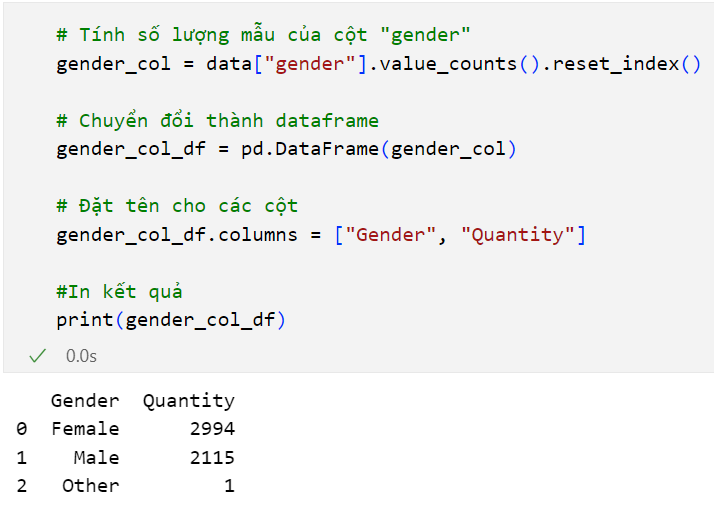 # Tính số lượng mẫu của cột "gender"
gender_col = data["gender"].value_counts().reset_index()
# Chuyển đổi thành dataframe
gender_col_df = pd.DataFrame(gender_col)
# Đặt tên cho các cột
gender_col_df.columns = ["Gender", "Quantity"]
#In kết quả
print(gender_col_df)
0.0s
Gender Quantity
0 Female 2994
1 Male 2115
2 Other 1